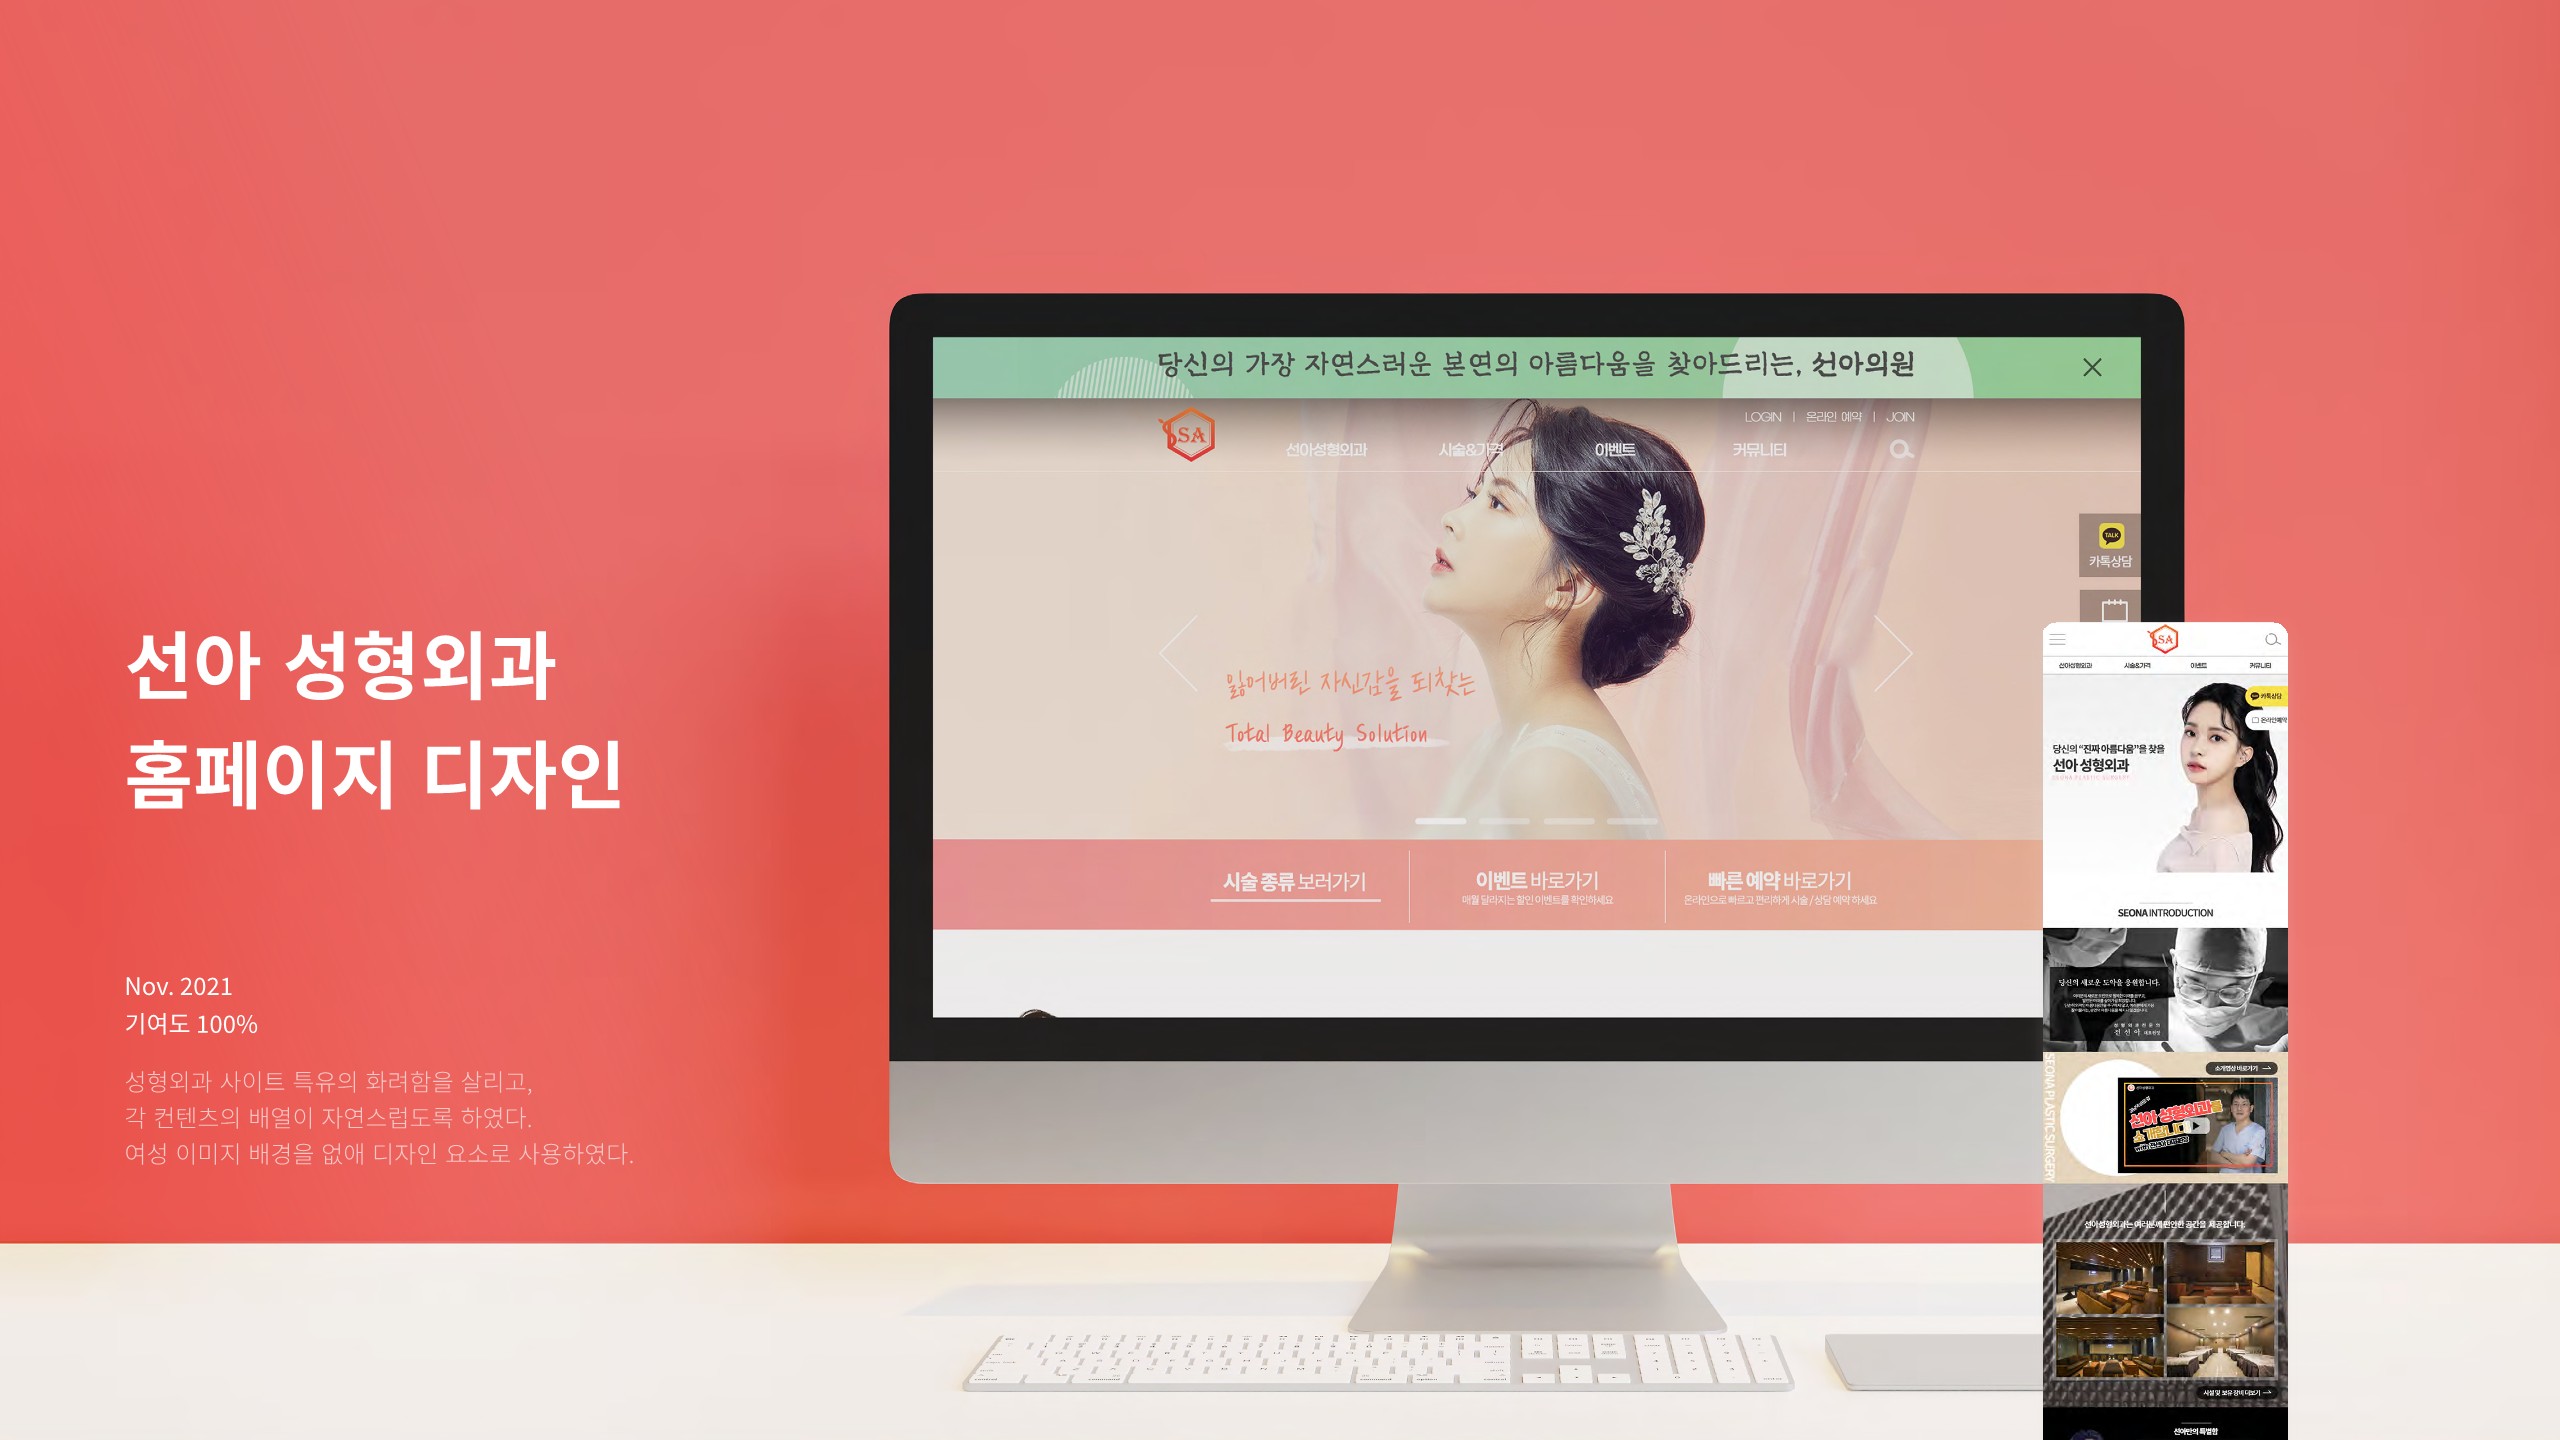 선아 성형외과
홈페이지 디자인
Nov. 2021
기여도 100%
성형외과 사이트 특유의 화려함을 살리고,
각 컨텐츠의 배열이 자연스럽도록 하였다.
여성 이미지 배경을 없애 디자인 요소로 사용하였다.
당신의 가장 자연스러운 본연의 아름다움을 찾아드리는, 선아의원
LOGIN | 온라인 예약 | JOIN
SA
선아성형외과 시술&가격 이벤트 커뮤니티
TALK
카톡상담
잃어버린 자신감을 되찾는
Total Beauty Solution
시술 종류 보러가기
이벤트 바로가기
매월 달라지는 할인 이벤트를 확인하세요
빠른 예약 바로가기
온라인으로 빠르고 편리하게 시술 / 상담 예약 하세요
SA
선아성형외과 시술&가격 이벤트 커뮤니티
카톡상담
온라인예약
당신의 “진짜 아름다움”을 찾을
선아 성형외과
SEONA PLASTIC SURGERY
SEONA INTRODUCTION
당신의 새로운 도약을 응원합니다.
성형외과전문의
전선아 대표원장
SEONA PLASTIC SURGERY
소개영상 바로가기
선아 성형외과를
소개합니다
선아성형외과는 여러분께 편안한 공간을 제공합니다.
시설 및 보유 장비 더보기
선아만의 특별함